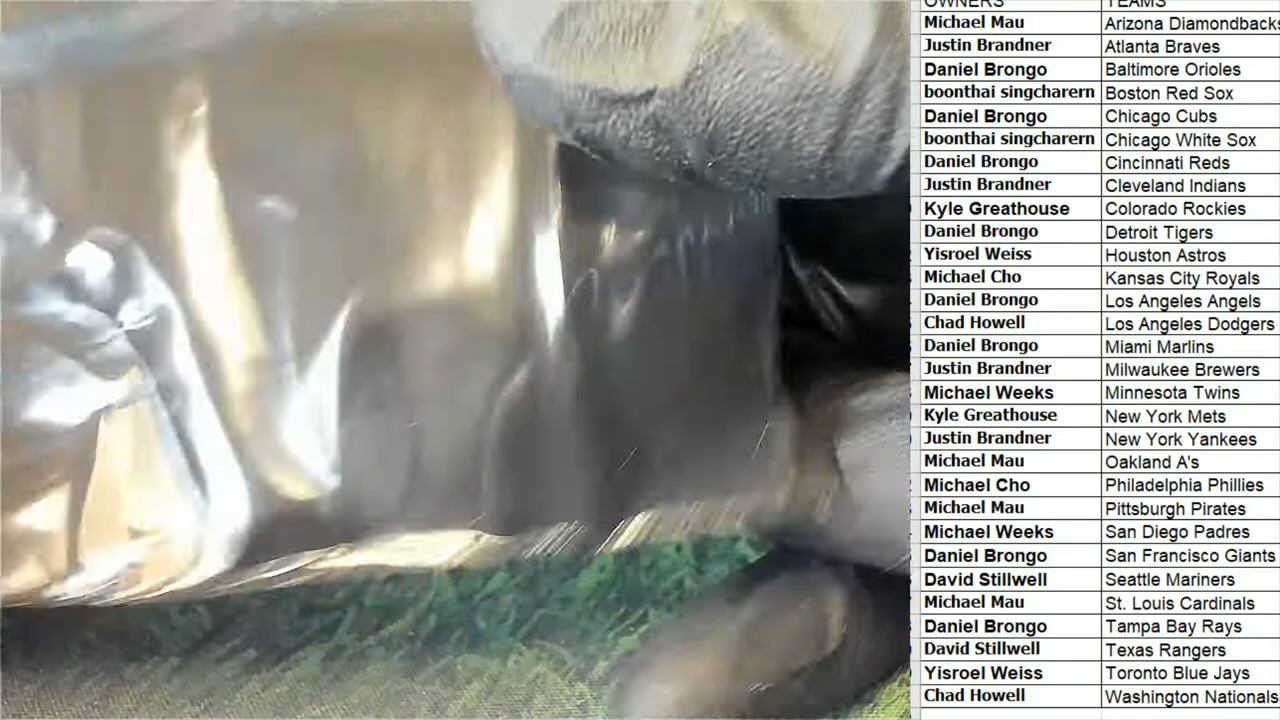 OWNERS TEAMS
Michael Mau Arizona Diamondbacks
Justin Brandner Atlanta Braves
Daniel Brongo Baltimore Orioles
boonthai singcharern Boston Red Sox
Daniel Brongo Chicago Cubs
boonthai singcharern Chicago White Sox
Daniel Brongo Cincinnati Reds
Justin Brandner Cleveland Indians
Kyle Greathouse Colorado Rockies
Daniel Brongo Detroit Tigers
Yisroel Weiss Houston Astros
Michael Cho Kansas City Royals
Daniel Brongo Los Angeles Angels
Chad Howell Los Angeles Dodgers
Daniel Brongo Miami Marlins
Justin Brandner Milwaukee Brewers
Michael Weeks Minnesota Twins
Kyle Greathouse New York Mets
Justin Brandner New York Yankees
Michael Mau Oakland A's
Michael Cho Philadelphia Phillies
Michael Mau Pittsburgh Pirates
Michael Weeks San Diego Padres
Daniel Brongo San Francisco Giants
David Stillwell Seattle Mariners
Michael Mau St. Louis Cardinals
Daniel Brongo Tampa Bay Rays
David Stillwell Texas Rangers
Yisroel Weiss Toronto Blue Jays
Chad Howell Washington Nationals